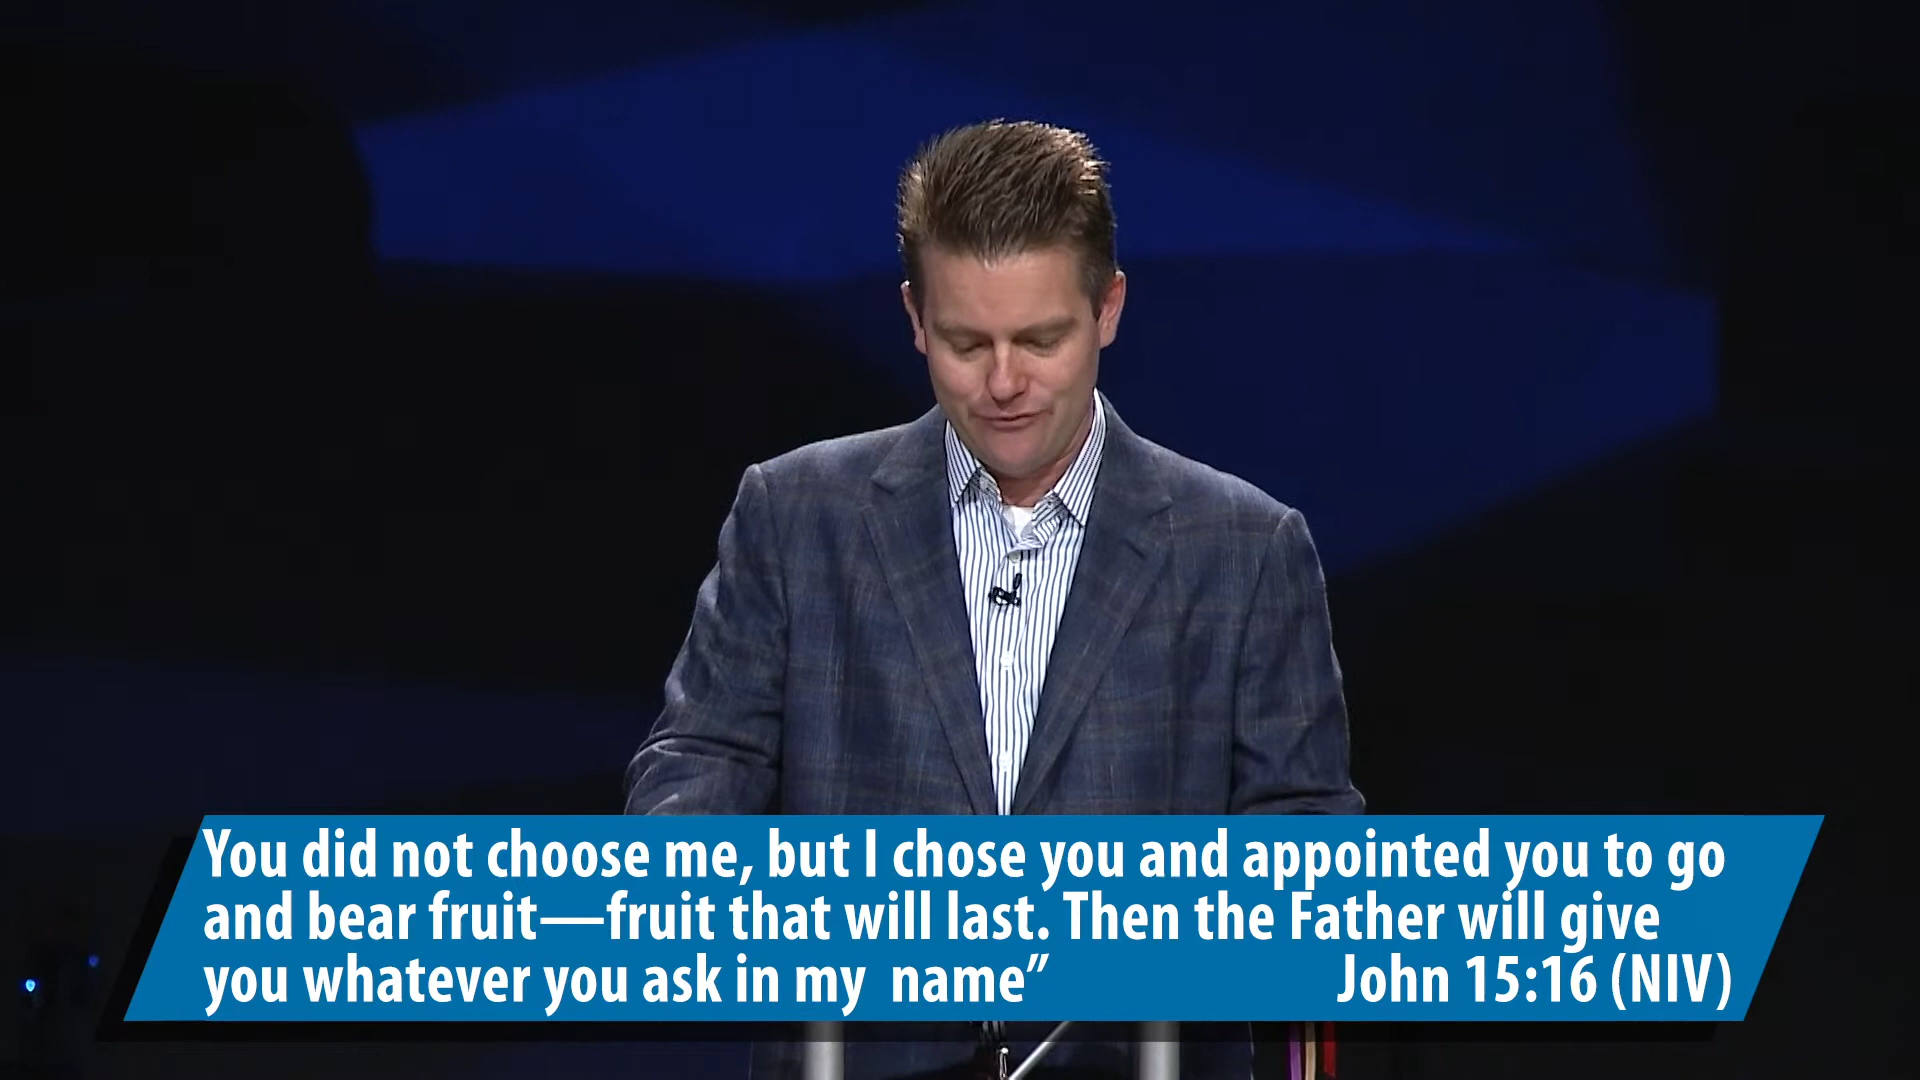 You did not choose me, but I chose you and appointed you to go
and bear fruit—fruit that will last. Then the Father will give
you whatever you ask in my  name” John 15:16 (NIV)